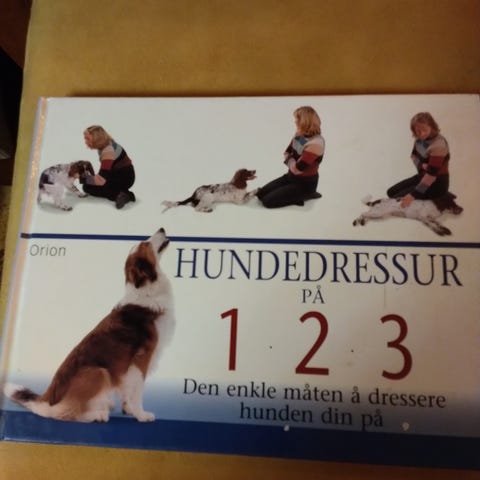 Orion
HUNDEDRESSUR
PÅ
1 · 2 · 3
Den enkle måten å dressere
hunden din på